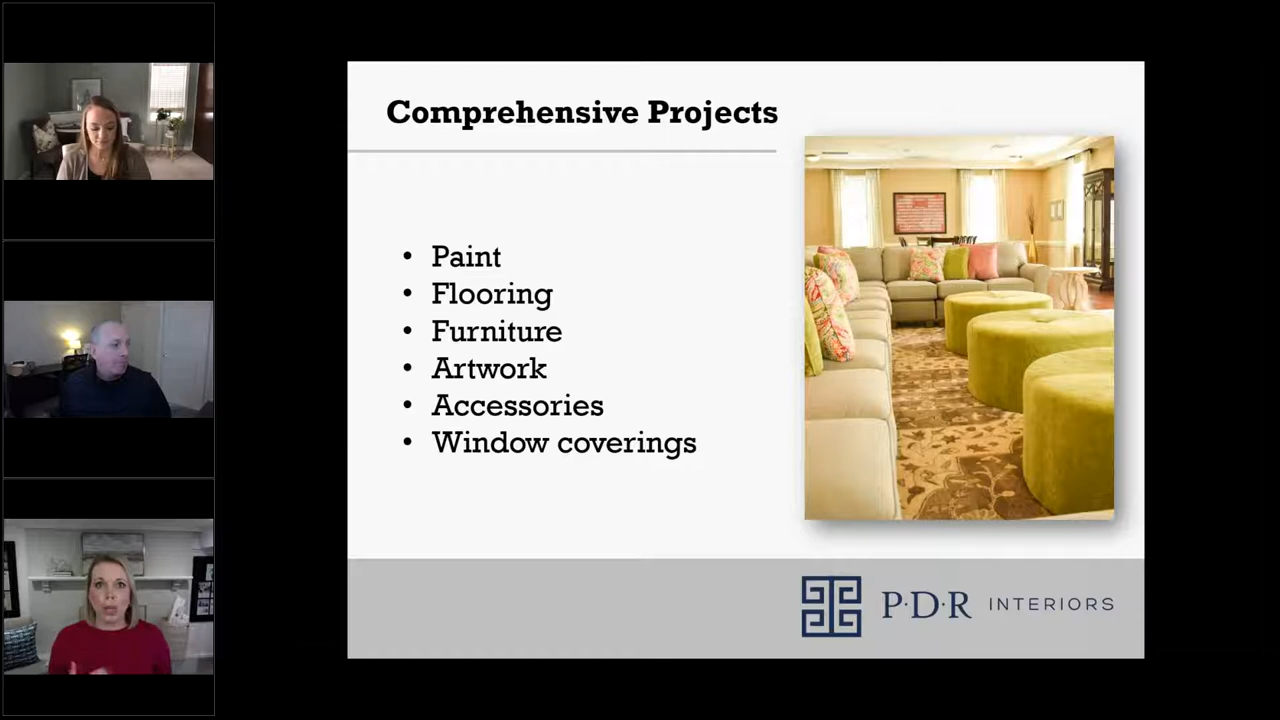 Comprehensive Projects
• Paint
• Flooring
• Furniture
• Artwork
• Accessories
• Window coverings
P·D·R INTERIORS